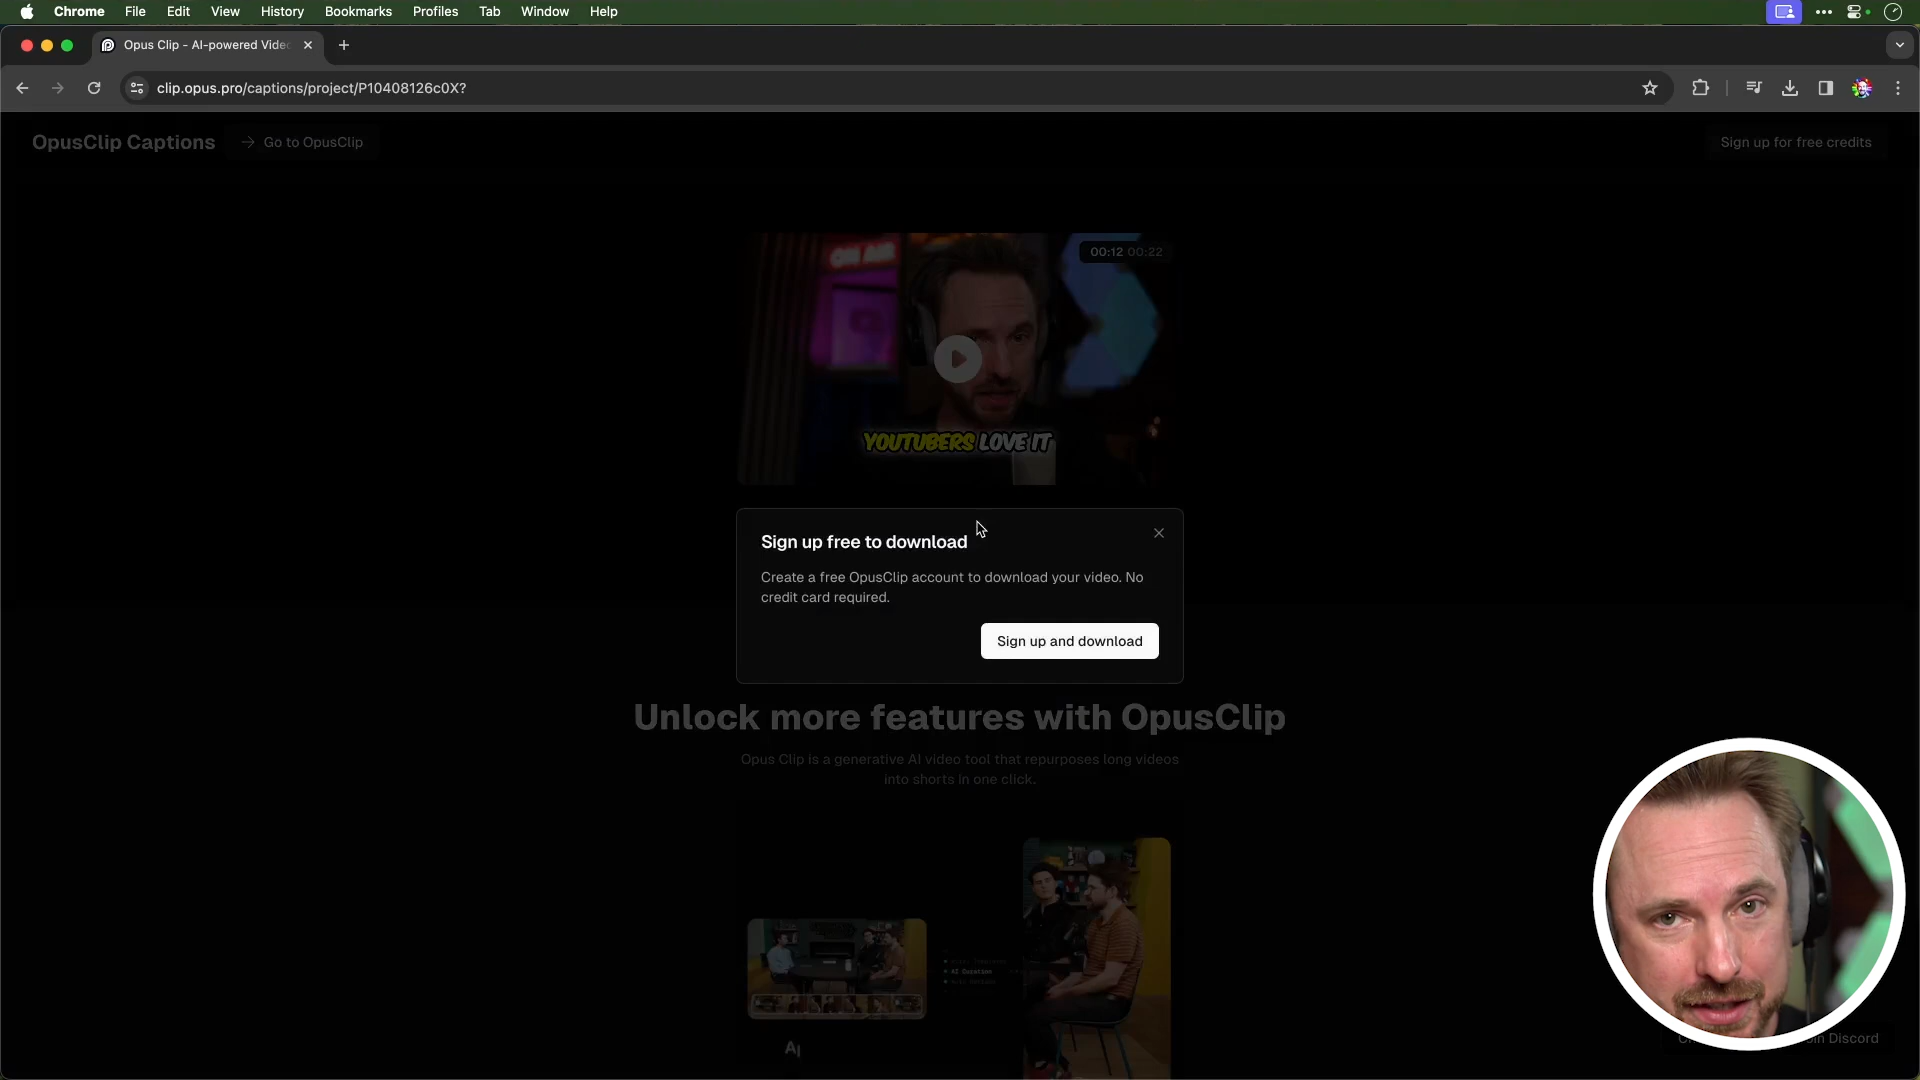 Chrome File Edit View History Bookmarks Profiles Tab Window Help
Opus Clip - AI-powered Vide
clip.opus.pro/captions/project/P10408126c0X?
OpusClip Captions
Go to OpusClip
Sign up for free credits
ON AIR
00:12 00:22
YOUTUBERS LOVE IT
Sign up free to download
Create a free OpusClip account to download your video. No
credit card required.
Sign up and download
Unlock more features with OpusClip
Opus Clip is a generative AI video tool that repurposes long videos
into shorts in one click.
AI Curation
Discord